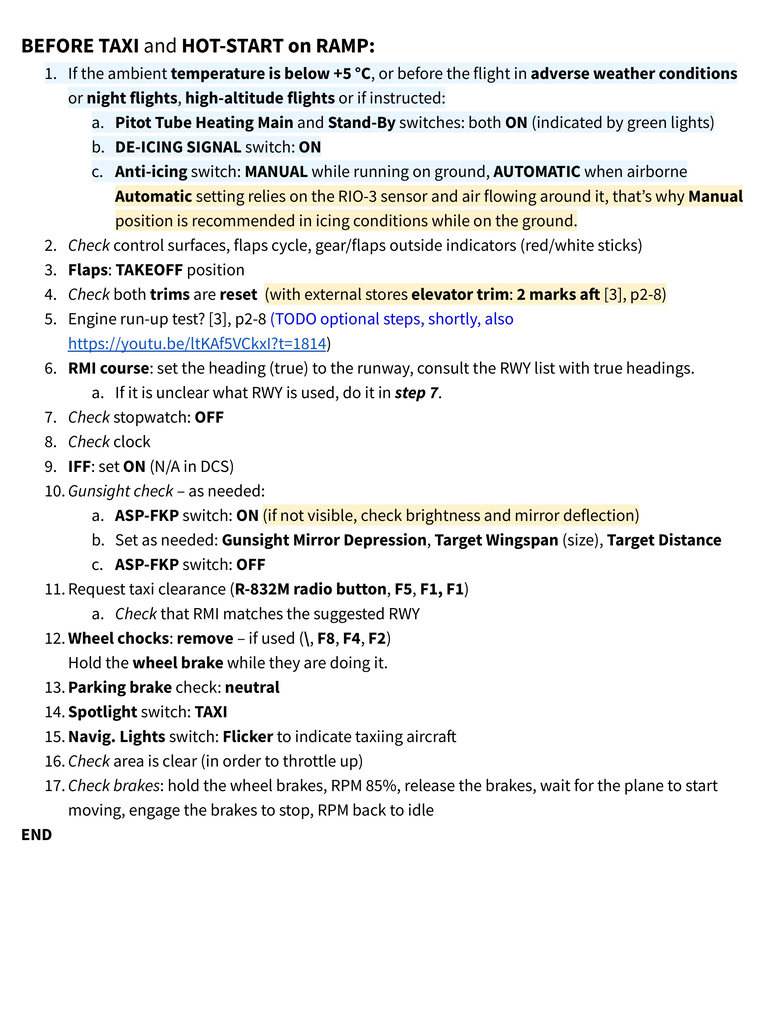 BEFORE TAXI and HOT-START on RAMP:
1. If the ambient temperature is below +5 °C, or before the flight in adverse weather conditions
or night flights, high-altitude flights or if instructed:
a. Pitot Tube Heating Main and Stand-By switches: both ON (indicated by green lights)
b. DE-ICING SIGNAL switch: ON
c. Anti-icing switch: MANUAL while running on ground, AUTOMATIC when airborne
Automatic setting relies on the RIO-3 sensor and air flowing around it, that’s why Manual
position is recommended in icing conditions while on the ground.
2. Check control surfaces, flaps cycle, gear/flaps outside indicators (red/white sticks)
3. Flaps: TAKEOFF position
4. Check both trims are reset (with external stores elevator trim: 2 marks aft [3], p2-8)
5. Engine run-up test? [3], p2-8 (TODO optional steps, shortly, also
https://youtu.be/ltKAf5VCkxI?t=1814)
6. RMI course: set the heading (true) to the runway, consult the RWY list with true headings.
a. If it is unclear what RWY is used, do it in step 7.
7. Check stopwatch: OFF
8. Check clock
9. IFF: set ON (N/A in DCS)
10. Gunsight check – as needed:
a. ASP-FKP switch: ON (if not visible, check brightness and mirror deflection)
b. Set as needed: Gunsight Mirror Depression, Target Wingspan (size), Target Distance
c. ASP-FKP switch: OFF
11. Request taxi clearance (R-832M radio button, F5, F1, F1)
a. Check that RMI matches the suggested RWY
12. Wheel chocks: remove – if used (\, F8, F4, F2)
Hold the wheel brake while they are doing it.
13. Parking brake check: neutral
14. Spotlight switch: TAXI
15. Navig. Lights switch: Flicker to indicate taxiing aircraft
16. Check area is clear (in order to throttle up)
17. Check brakes: hold the wheel brakes, RPM 85%, release the brakes, wait for the plane to start
moving, engage the brakes to stop, RPM back to idle
END